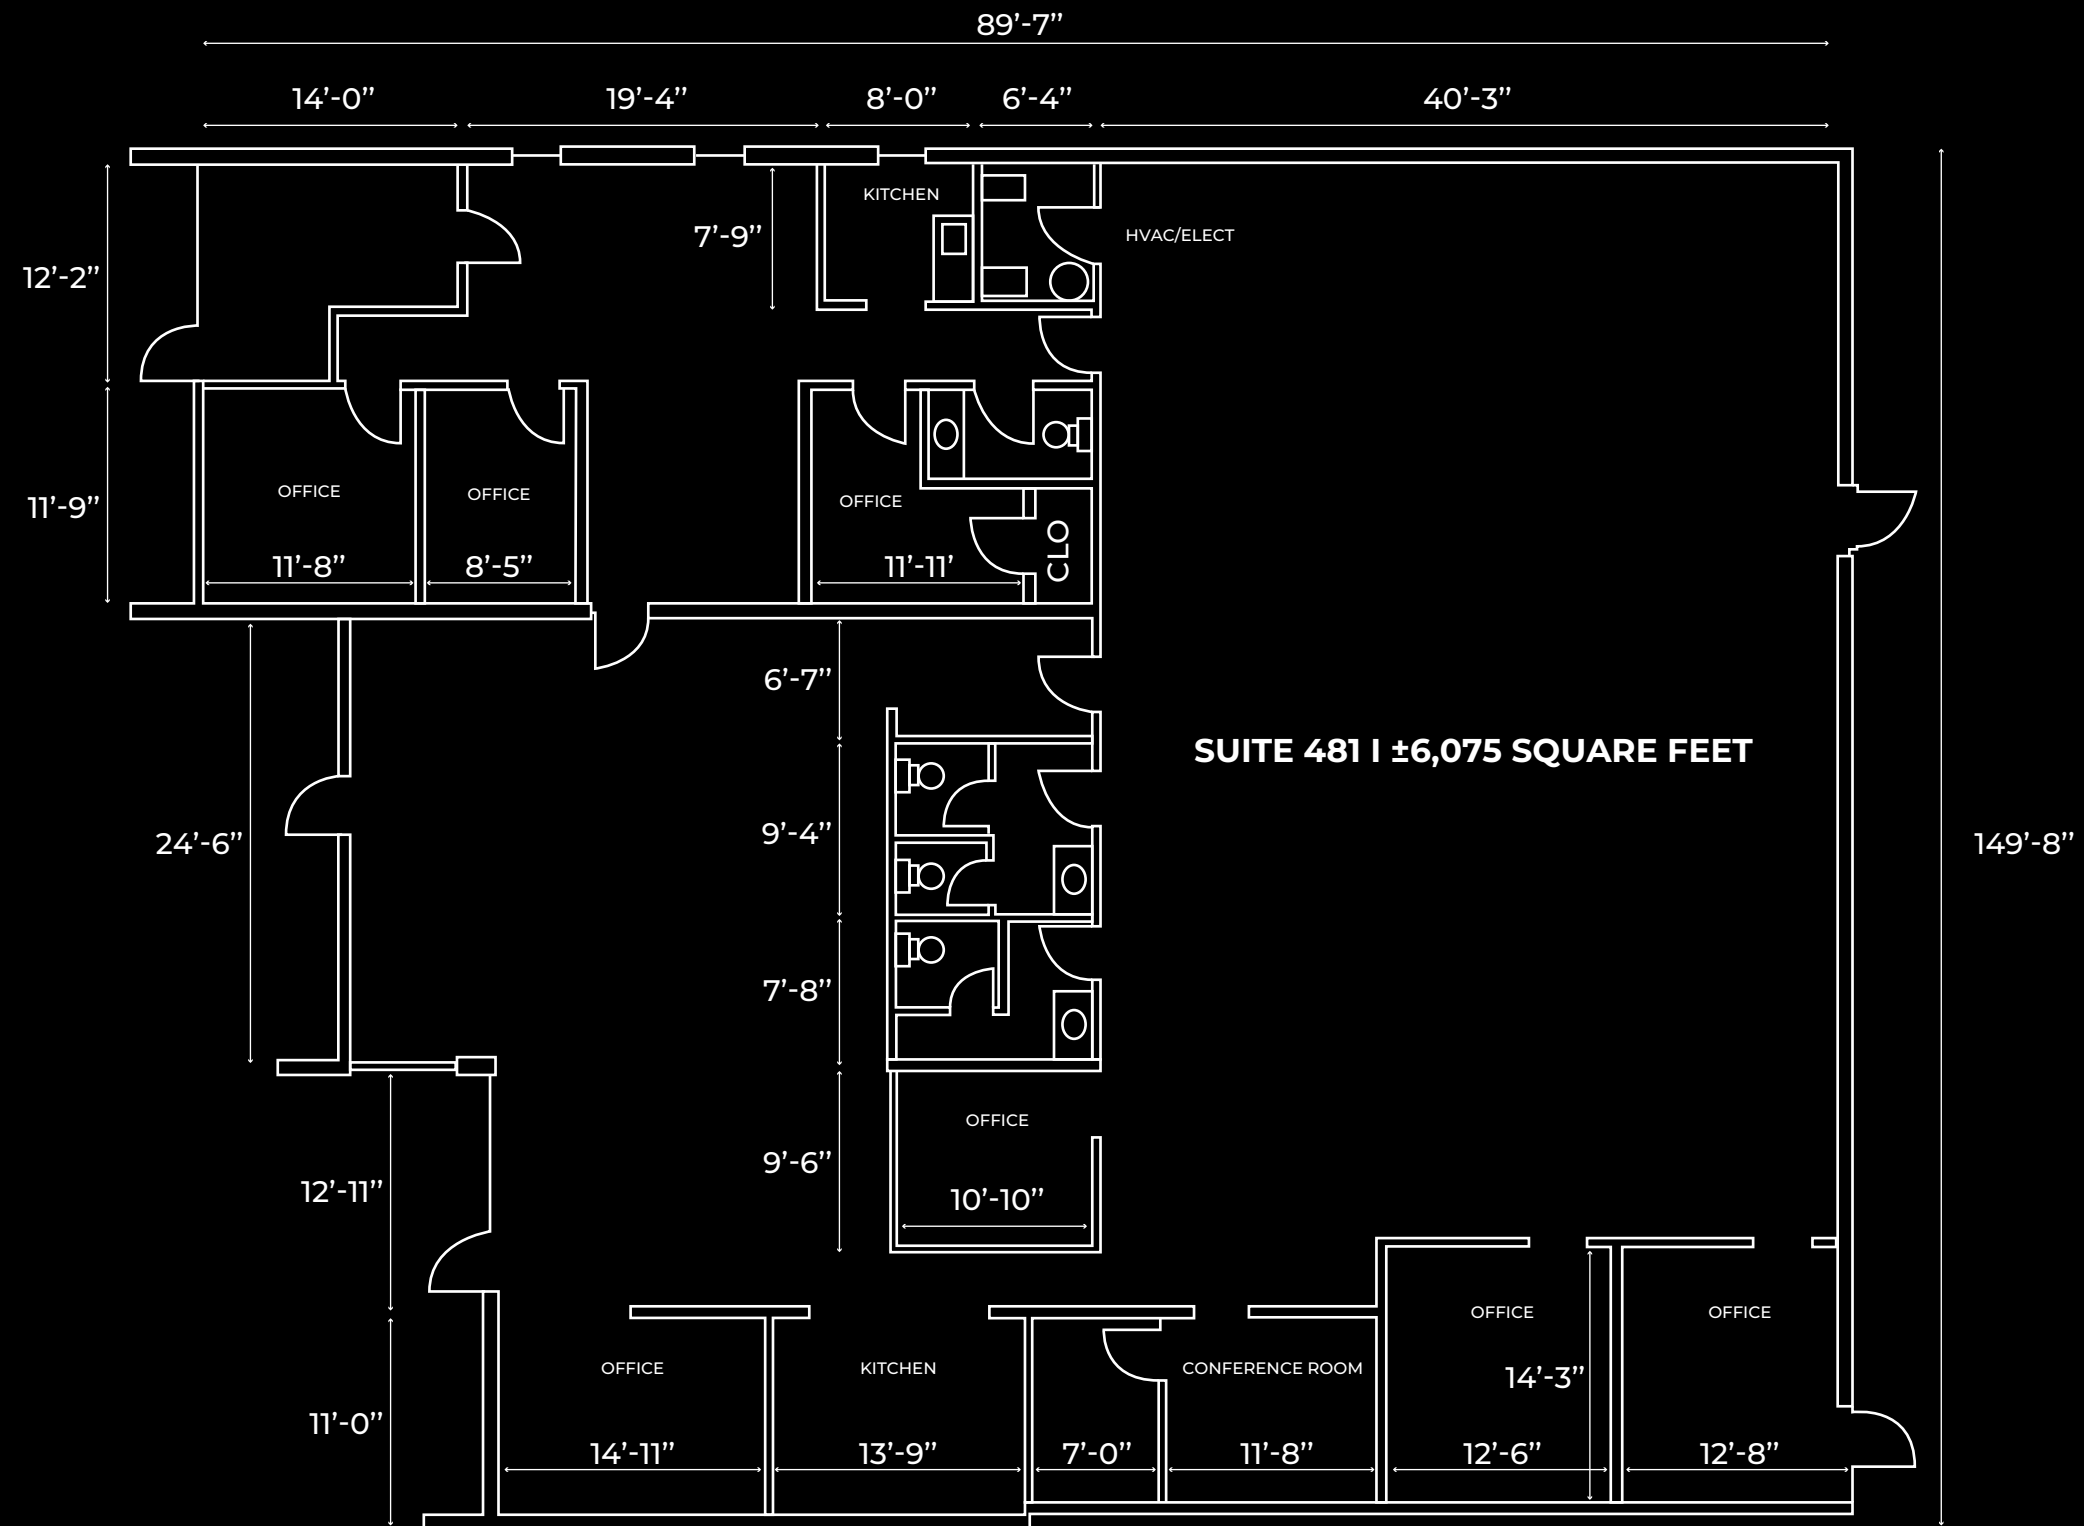 89’-7’’
14’-0’’
19’-4’’
8’-0’’
6’-4’’
40’-3’’
KITCHEN
7’-9’’
HVAC/ELECT
12’-2’’
OFFICE
OFFICE
OFFICE
11’-9’’
CLO
11’-8’’
8’-5’’
11’-11’
6’-7’’
SUITE 481 I ±6,075 SQUARE FEET
9’-4’’
24’-6’’
149’-8’’
7’-8’’
OFFICE
9’-6’’
12’-11’’
10’-10’’
OFFICE
OFFICE
OFFICE
KITCHEN
CONFERENCE ROOM
14’-3’’
11’-0’’
14’-11’’
13’-9’’
7’-0’’
11’-8’’
12’-6’’
12’-8’’